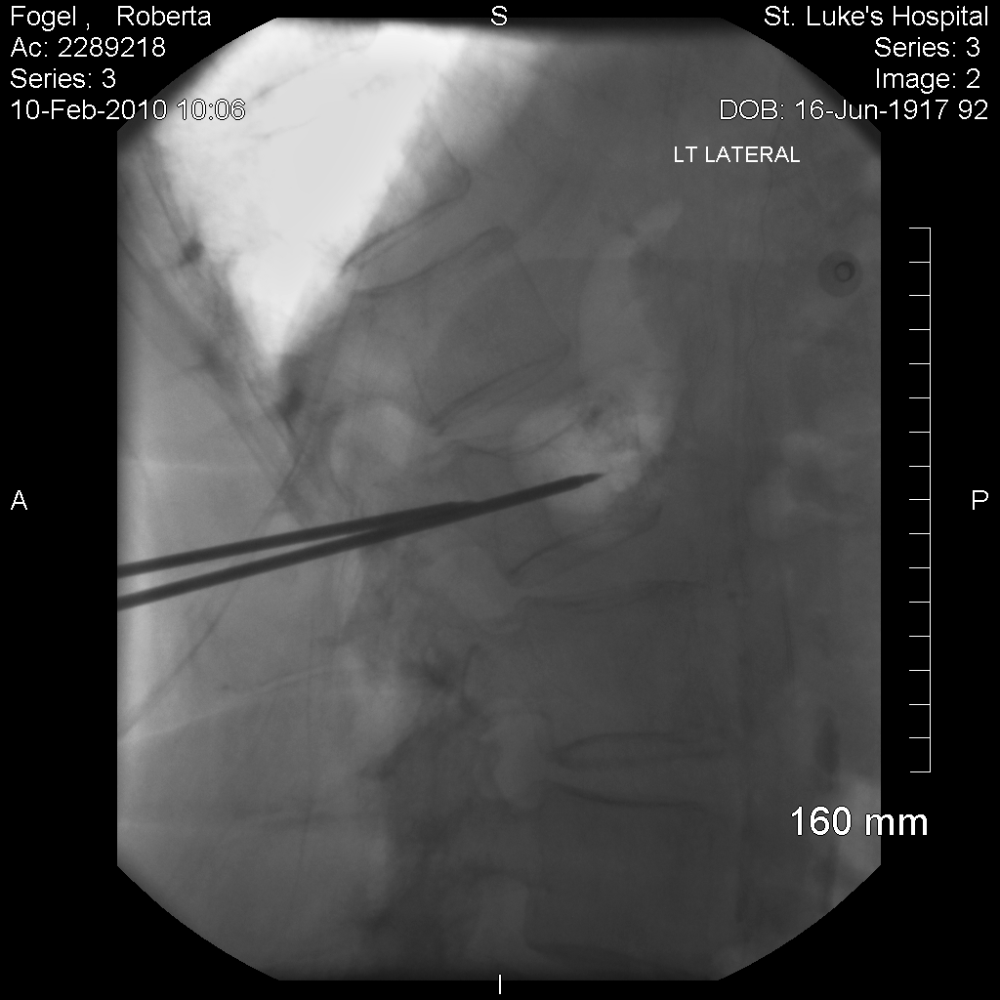 Fogel ,    Roberta
Ac: 2289218
Series: 3
10-Feb-2010 10:06
S
St. Luke's Hospital
Series: 3
Image: 2
DOB: 16-Jun-1917 92
LT LATERAL
A
P
160 mm
I